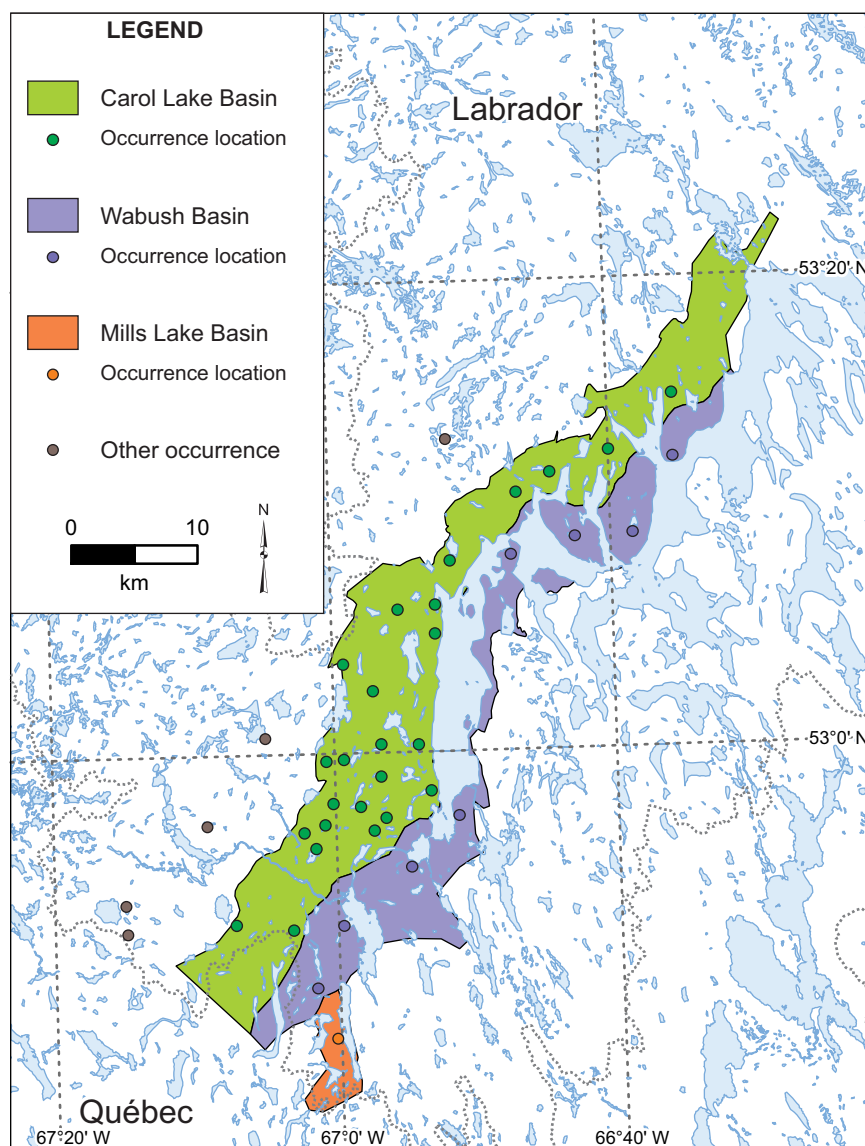 LEGEND
Carol Lake Basin
Occurrence location
Wabush Basin
Occurrence location
Mills Lake Basin
Occurrence location
Other occurrence
0 10
km
N
Labrador
53°20' N
53°0' N
Québec
67°20' W 67°0 W 66°40' W